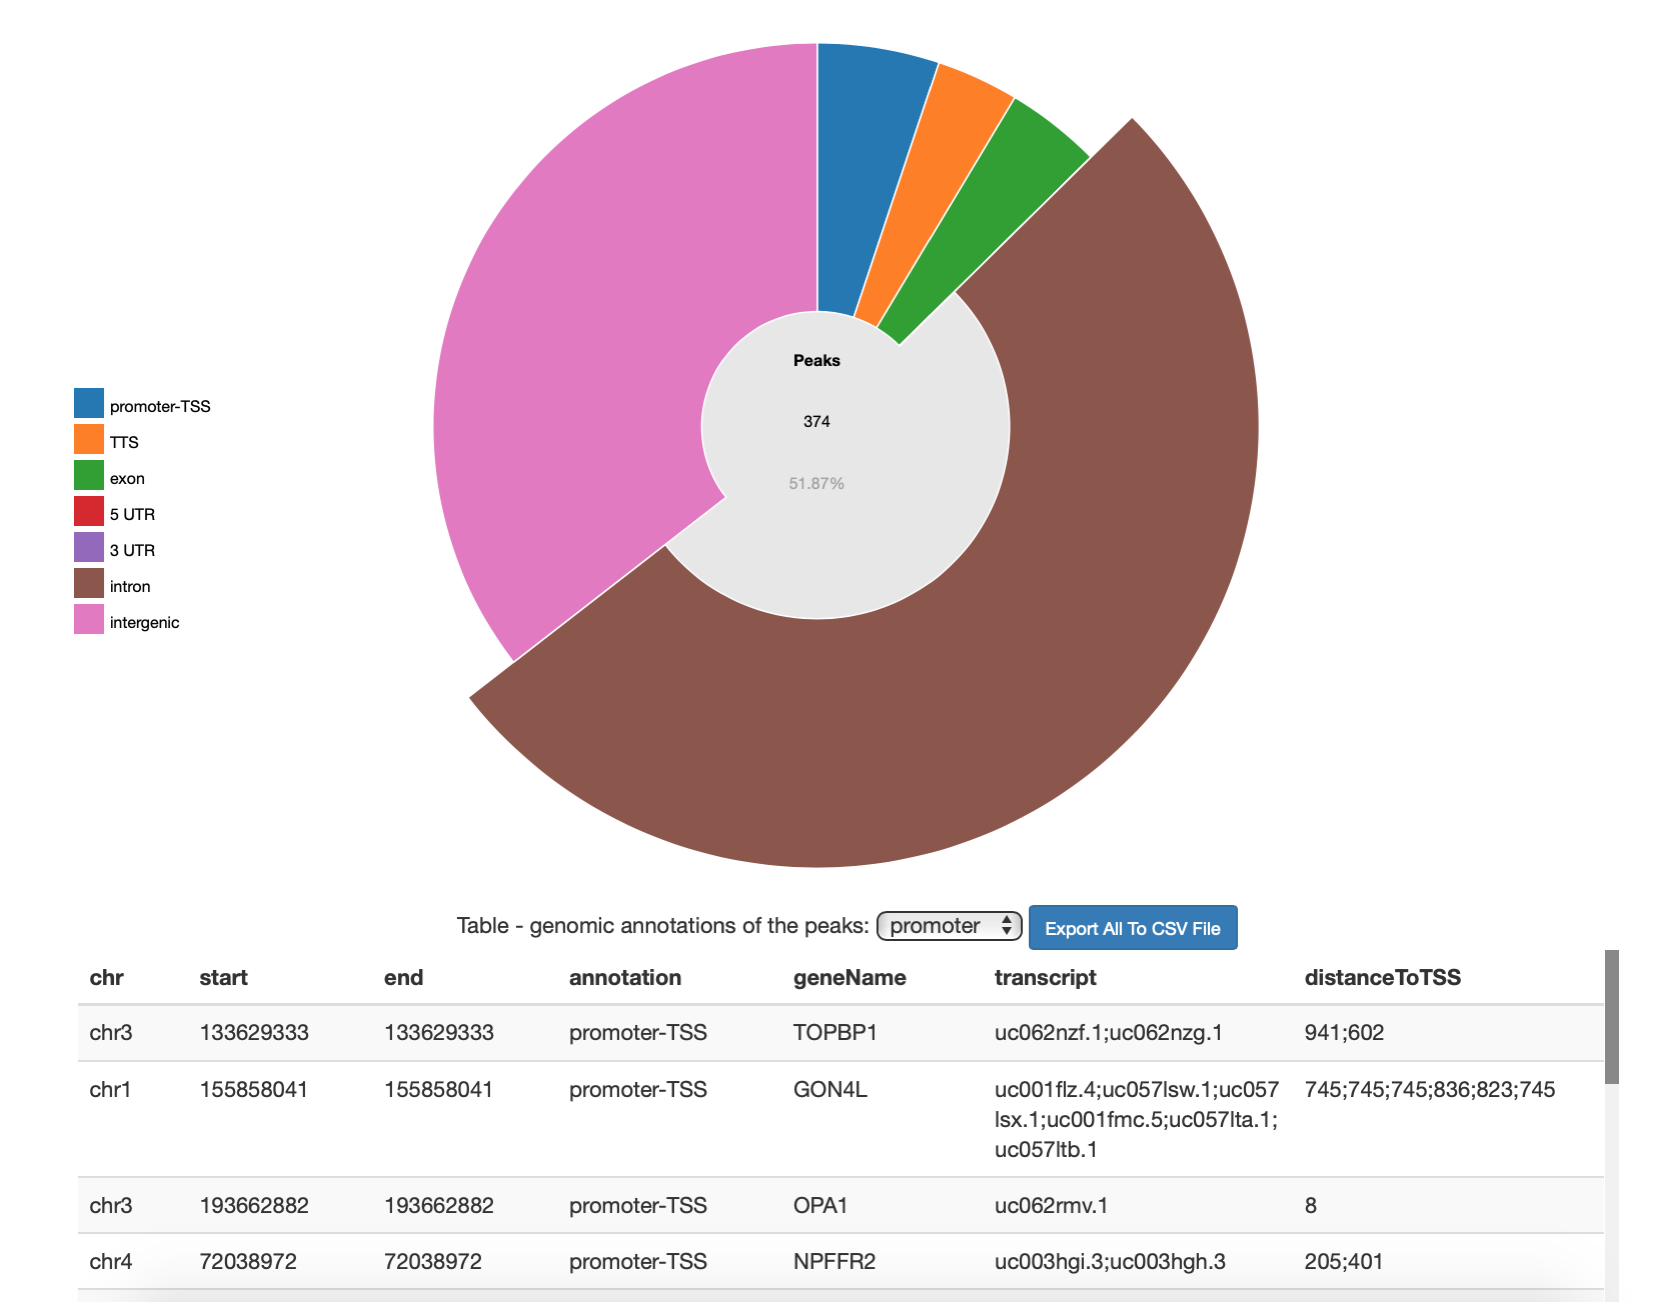 Peaks
374
51.87%
promoter-TSS
TTS
exon
5 UTR
3 UTR
intron
intergenic
Table - genomic annotations of the peaks: promoter Export All To CSV File
chr start end annotation geneName transcript distanceToTSS
chr3 133629333 133629333 promoter-TSS TOPBP1 uc062nzf.1;uc062nzg.1 941;602
chr1 155858041 155858041 promoter-TSS GON4L uc001flz.4;uc057lsw.1;uc057 745;745;745;836;823;745
lsx.1;uc001fmc.5;uc057lta.1;
uc057ltb.1
chr3 193662882 193662882 promoter-TSS OPA1 uc062rmv.1 8
chr4 72038972 72038972 promoter-TSS NPFFR2 uc003hgi.3;uc003hgh.3 205;401